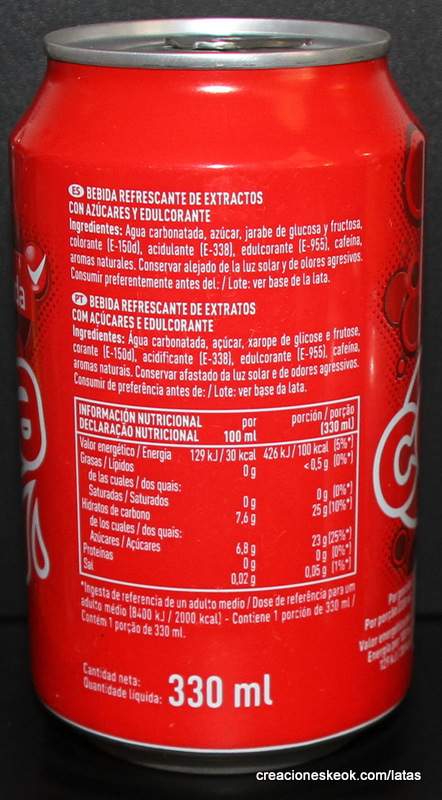 ES BEBIDA REFRESCANTE DE EXTRACTOS
CON AZÚCARES Y EDULCORANTE
Ingredientes: Agua carbonatada, azúcar, jarabe de glucosa y fructosa,
colorante (E-150d), acidulante (E-338), edulcorante (E-955), cafeína,
aromas naturales. Conservar alejado de la luz solar y de olores agresivos.
Consumir preferentemente antes del: / Lote: ver base de la lata.
PT BEBIDA REFRESCANTE DE EXTRATOS
COM AÇÚCARES E EDULCORANTE
Ingredientes: Água carbonatada, açúcar, xarope de glicose e frutose,
corante (E-150d), acidificante (E-338), edulcorante (E-955), cafeína,
aromas naturais. Conservar afastado da luz solar e de odores agressivos.
Consumir de preferência antes de: / Lote: ver base da lata.
INFORMACIÓN NUTRICIONAL por porción / porção
DECLARAÇÃO NUTRICIONAL 100 ml (330 ml)
Valor energético / Energia 129 kJ / 30 kcal 426 kJ / 100 kcal (5%*)
Grasas / Lípidos 0 g <0,5 g (0%*)
de las cuales / dos quais:
Saturadas / Saturados 0 g 0 g (0%*)
Hidratos de carbono 7,6 g 25 g (10%*)
de los cuales / dos quais:
Azúcares / Açúcares 6,8 g 23 g (25%*)
Proteínas 0 g 0 g (0%*)
Sal 0,02 g 0,05 g (1%*)
*Ingesta de referencia de un adulto medio / Dose de referência para um
adulto médio (8400 kJ / 2000 kcal) - Contiene 1 porción de 330 ml /
Contém 1 porção de 330 ml.
Cantidad neta:
Quantidade líquida: 330 ml
creacioneskeok.com/latas